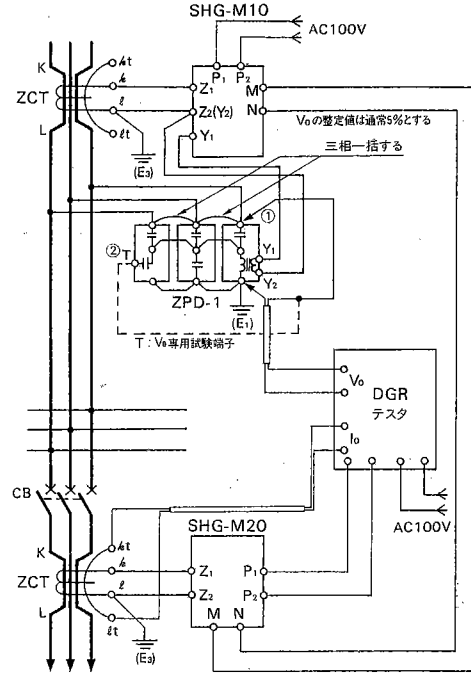 SHG-M10
AC100V
K
kt
k
ZCT
l
L
lt
P₁
P₂
Z₁
M
Z₂(Y₂)
N
Y₁
(E₃)
V₀の整定値は通常5%とする
三相一括する
①
②
T
Y₁
Y₂
ZPD-1
(E₁)
T:V₀専用試験端子
V₀
DGR
テスタ
I₀
AC100V
CB
SHG-M20
K
kt
k
ZCT
l
L
lt
Z₁
P₁
Z₂
P₂
M
N
(E₃)